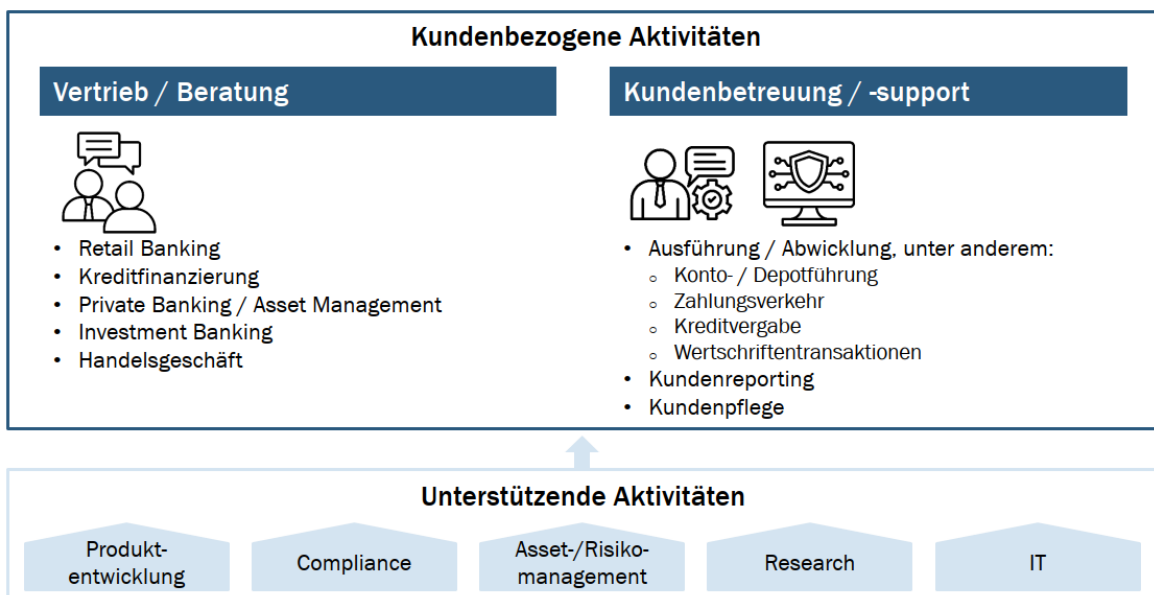 Kundenbezogene Aktivitäten
Vertrieb / Beratung
• Retail Banking
• Kreditfinanzierung
• Private Banking / Asset Management
• Investment Banking
• Handelsgeschäft
Kundenbetreuung / -support
• Ausführung / Abwicklung, unter anderem:
o Konto- / Depotführung
o Zahlungsverkehr
o Kreditvergabe
o Wertschriftentransaktionen
• Kundenreporting
• Kundenpflege
Unterstützende Aktivitäten
Produkt-
entwicklung
Compliance
Asset-/Risiko-
management
Research
IT